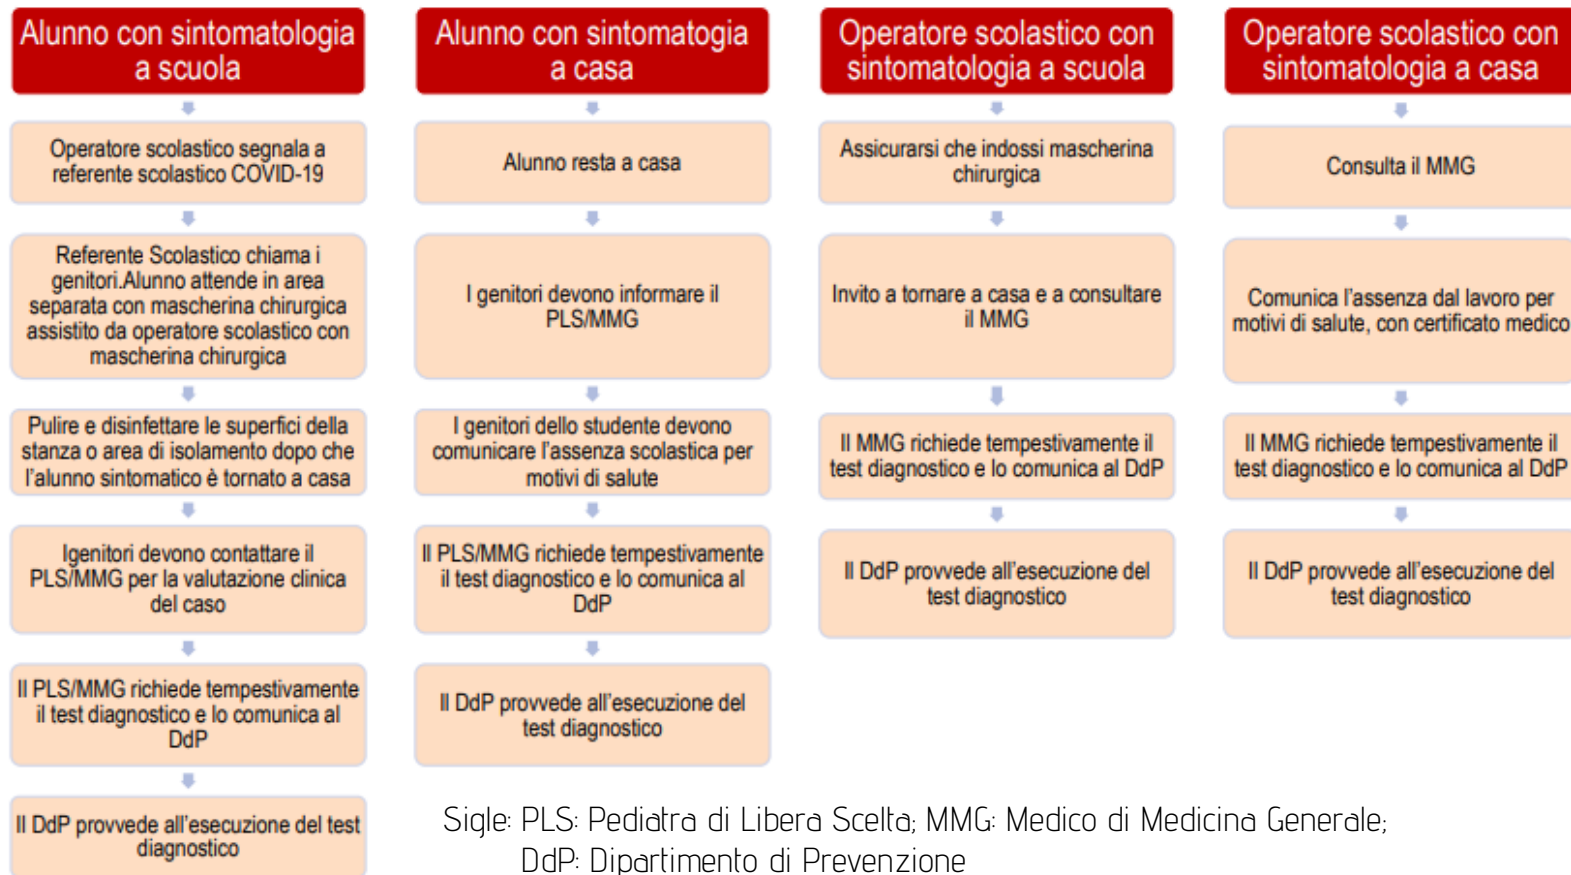 Alunno con sintomatologia
a scuola
Operatore scolastico segnala a
referente scolastico COVID-19
Referente Scolastico chiama i
genitori.Alunno attende in area
separata con mascherina chirurgica
assistito da operatore scolastico con
mascherina chirurgica
Pulire e disinfettare le superfici della
stanza o area di isolamento dopo che
l'alunno sintomatico è tornato a casa
Igenitori devono contattare il
PLS/MMG per la valutazione clinica
del caso
Il PLS/MMG richiede tempestivamente
il test diagnostico e lo comunica al
DdP
Il DdP provvede all'esecuzione del test
diagnostico
Alunno con sintomatogia
a casa
Alunno resta a casa
I genitori devono informare il
PLS/MMG
I genitori dello studente devono
comunicare l'assenza scolastica per
motivi di salute
Il PLS/MMG richiede tempestivamente
il test diagnostico e lo comunica al
DdP
Il DdP provvede all'esecuzione del
test diagnostico
Operatore scolastico con
sintomatologia a scuola
Assicurarsi che indossi mascherina
chirurgica
Invito a tornare a casa e a consultare
il MMG
Il MMG richiede tempestivamente il
test diagnostico e lo comunica al DdP
Il DdP provvede all'esecuzione del
test diagnostico
Operatore scolastico con
sintomatologia a casa
Consulta il MMG
Comunica l'assenza dal lavoro per
motivi di salute, con certificato medico
Il MMG richiede tempestivamente il
test diagnostico e lo comunica al DdP
Il DdP provvede all'esecuzione del
test diagnostico
Sigle: PLS: Pediatra di Libera Scelta; MMG: Medico di Medicina Generale;
DdP: Dipartimento di Prevenzione